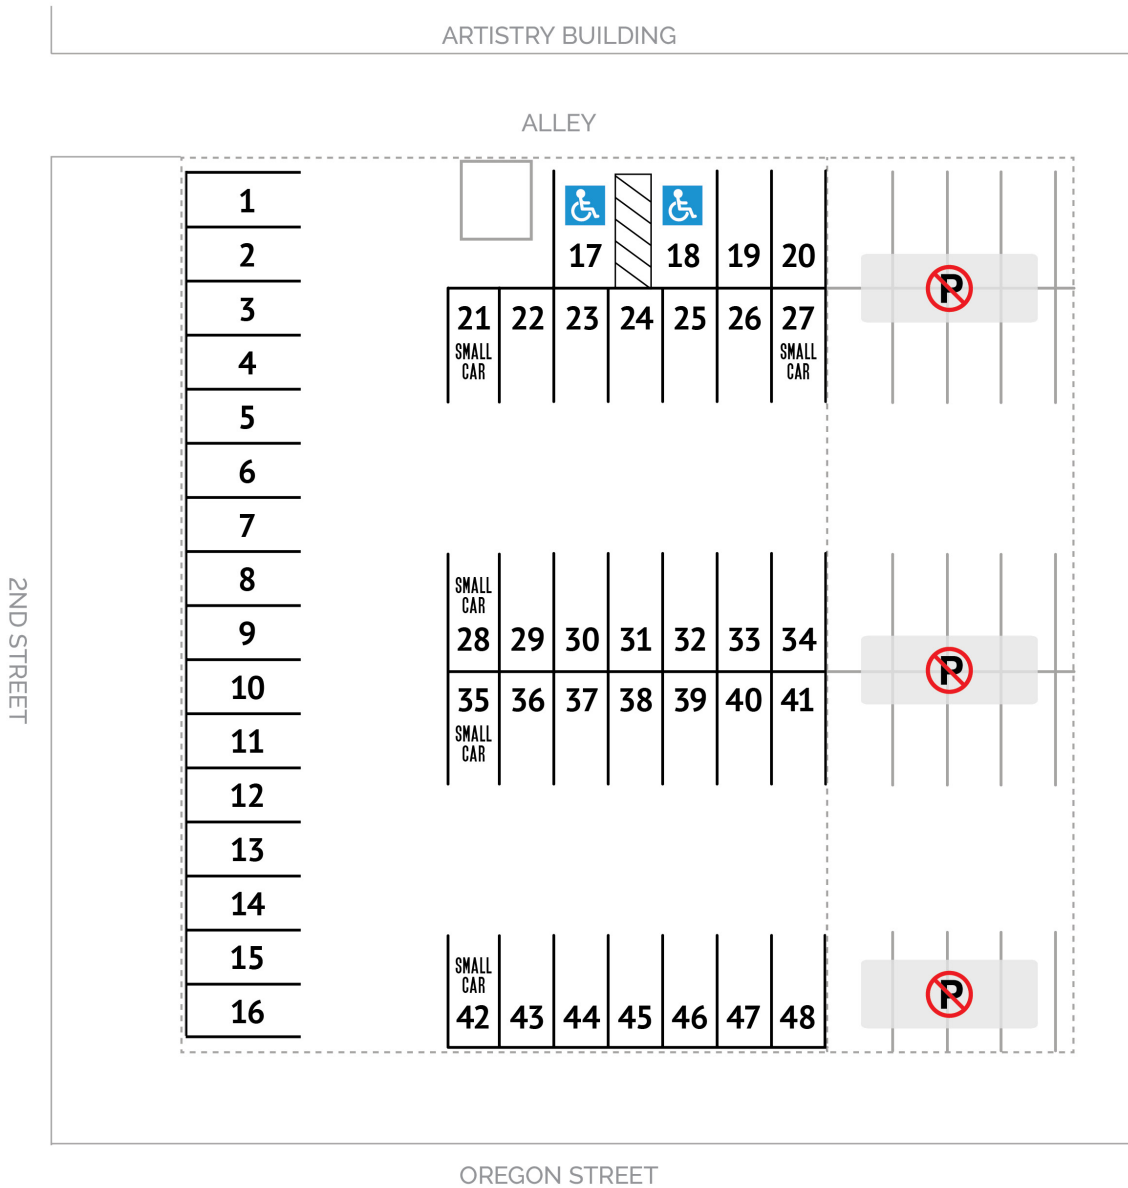 ARTISTRY BUILDING
ALLEY
1
2
3
4
5
6
7
8
9
10
11
12
13
14
15
16
17 18 19 20
21 22 23 24 25 26 27
SMALL CAR
SMALL CAR
P
SMALL CAR
28 29 30 31 32 33 34
35 36 37 38 39 40 41
SMALL CAR
P
SMALL CAR
42 43 44 45 46 47 48
P
2ND STREET
OREGON STREET